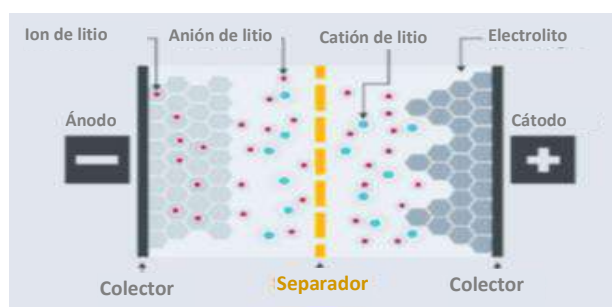 Ion de litio
Anión de litio
Catión de litio
Electrolito
Ánodo
Cátodo
Colector
Separador
Colector